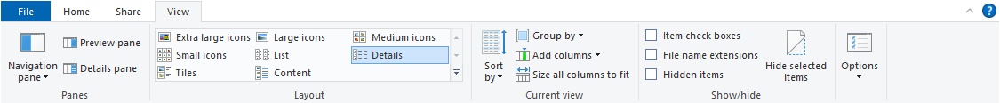 File Home Share View
Navigation pane
Preview pane
Details pane
Panes
Extra large icons Large icons Medium icons
Small icons List Details
Tiles Content
Layout
Sort by
Group by
Add columns
Size all columns to fit
Current view
Item check boxes
File name extensions
Hidden items
Hide selected items
Show/hide
Options